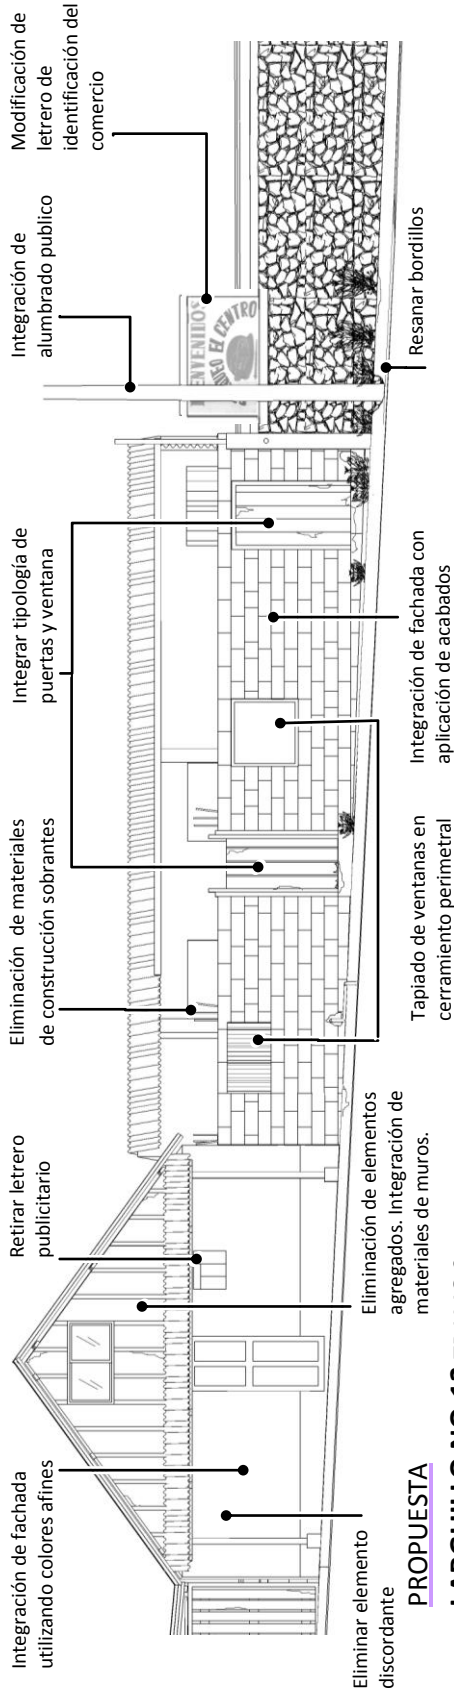 Integración de fachada
utilizando colores afines
Retirar letrero
publicitario
Eliminación de materiales
de construcción sobrantes
Integrar tipología de
puertas y ventana
Integración de
alumbrado publico
Modificación de
letrero de
identificación del
comercio
ENVENIDOS
EL CENTRO
Eliminar elemento
discordante
Eliminación de elementos
agregados. Integración de
materiales de muros.
Tapiado de ventanas en
cerramiento perimetral
Integración de fachada con
aplicación de acabados
Resanar bordillos
PROPUESTA